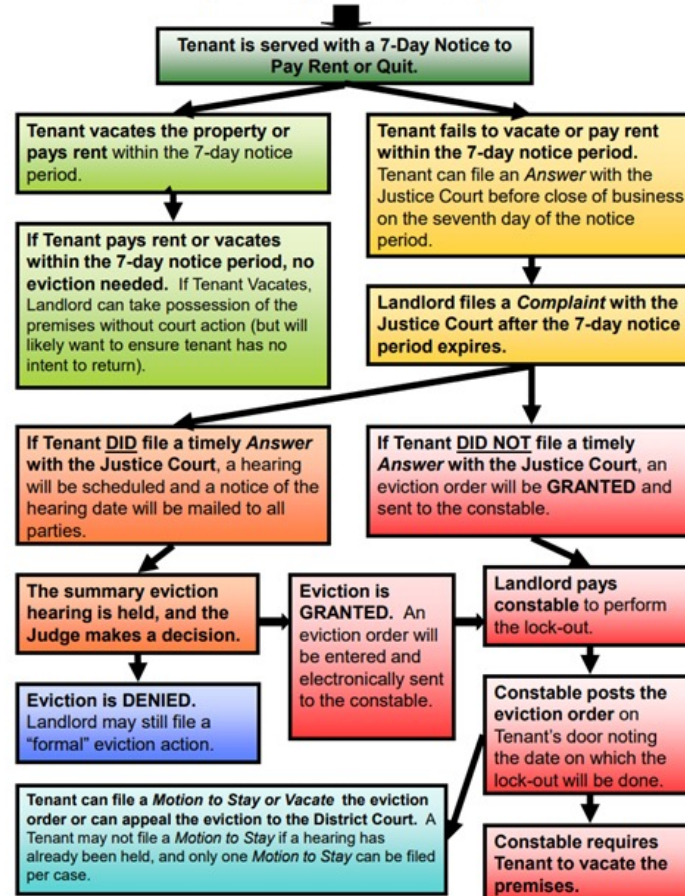 Tenant is served with a 7-Day Notice to
Pay Rent or Quit.
Tenant vacates the property or
pays rent within the 7-day notice
period.
Tenant fails to vacate or pay rent
within the 7-day notice period.
Tenant can file an Answer with the
Justice Court before close of business
on the seventh day of the notice
period.
If Tenant pays rent or vacates
within the 7-day notice period, no
eviction needed. If Tenant Vacates,
Landlord can take possession of the
premises without court action (but will
likely want to ensure tenant has no
intent to return).
Landlord files a Complaint with the
Justice Court after the 7-day notice
period expires.
If Tenant DID file a timely Answer
with the Justice Court, a hearing
will be scheduled and a notice of the
hearing date will be mailed to all
parties.
If Tenant DID NOT file a timely
Answer with the Justice Court, an
eviction order will be GRANTED and
sent to the constable.
The summary eviction
hearing is held, and the
Judge makes a decision.
Eviction is
GRANTED. An
eviction order will
be entered and
electronically sent
to the constable.
Landlord pays
constable to perform
the lock-out.
Eviction is DENIED.
Landlord may still file a
“formal” eviction action.
Constable posts the
eviction order on
Tenant’s door noting
the date on which the
lock-out will be done.
Tenant can file a Motion to Stay or Vacate the eviction
order or can appeal the eviction to the District Court. A
Tenant may not file a Motion to Stay if a hearing has
already been held, and only one Motion to Stay can be filed
per case.
Constable requires
Tenant to vacate the
premises.